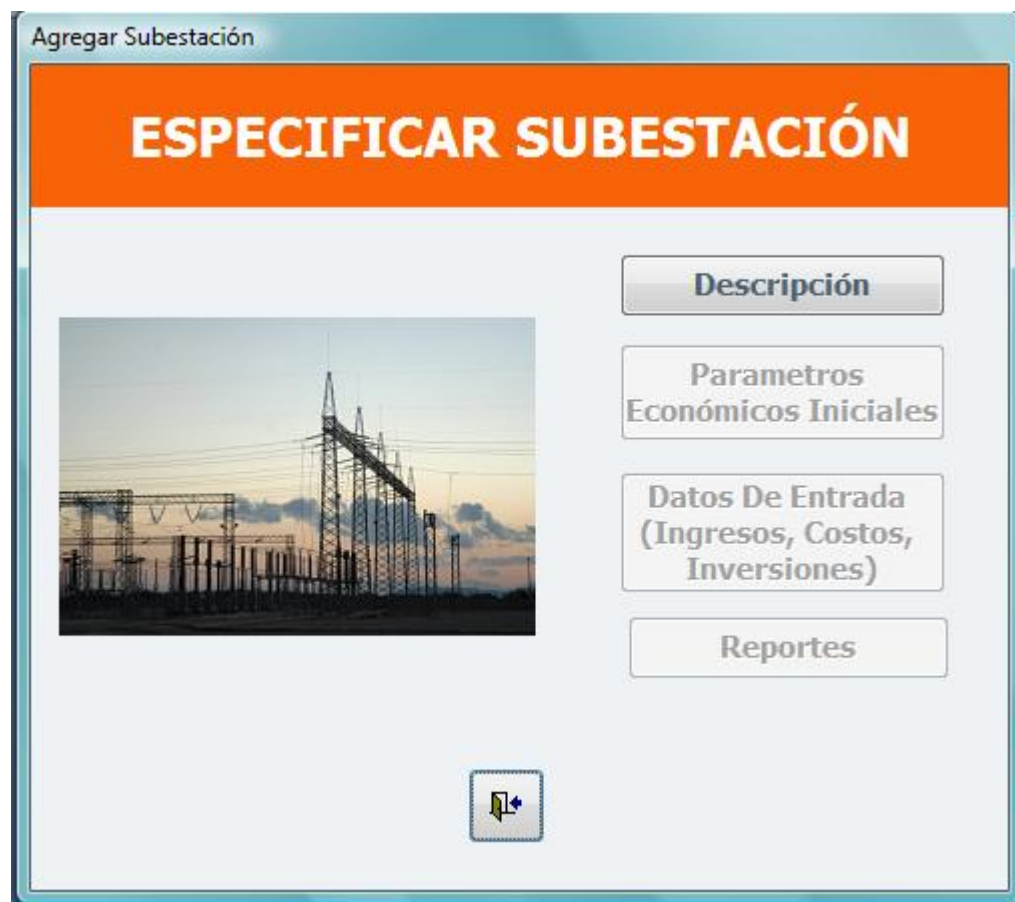 Agregar Subestación
ESPECIFICAR SUBESTACIÓN
Descripción
Parametros
Económicos Iniciales
Datos De Entrada
(Ingresos, Costos,
Inversiones)
Reportes